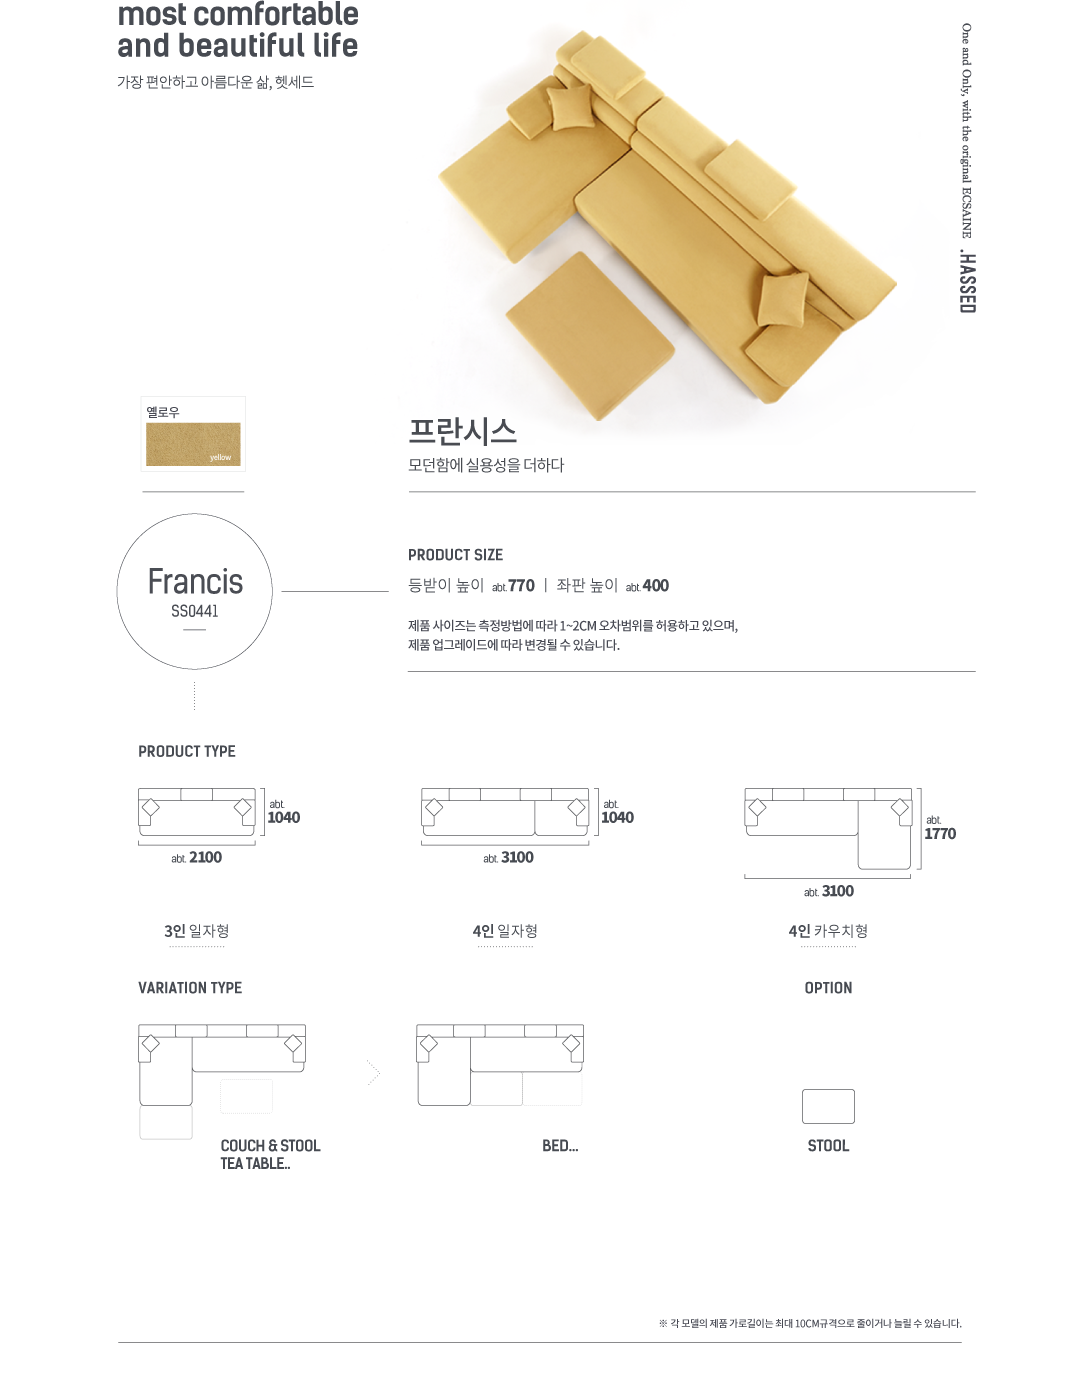 most comfortable
and beautiful life
가장 편안하고 아름다운 삶, 헷세드
One and Only, with the original ECSAINE .HASSED
옐로우
yellow
프란시스
모던함에 실용성을 더하다
Francis
SS0441
PRODUCT SIZE
등받이 높이 abt.770 | 좌판 높이 abt.400
제품 사이즈는 측정방법에 따라 1~2CM 오차범위를 허용하고 있으며,
제품 업그레이드에 따라 변경될 수 있습니다.
PRODUCT TYPE
abt.
1040
abt. 2100
3인 일자형
abt.
1040
abt. 3100
4인 일자형
abt.
1770
abt. 3100
4인 카우치형
VARIATION TYPE
COUCH & STOOL
TEA TABLE..
BED...
OPTION
STOOL
※ 각 모델의 제품 가로길이는 최대 10CM규격으로 줄이거나 늘릴 수 있습니다.